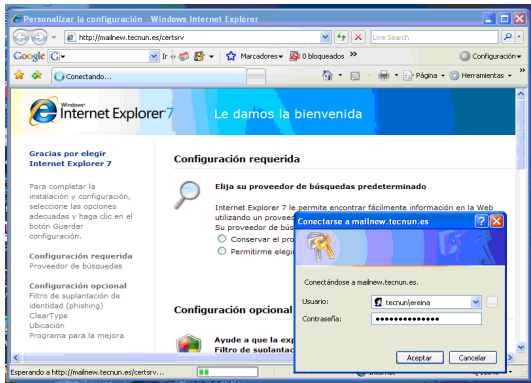 Personalizar la configuración - Windows Internet Explorer
http://mailnew.tecnun.es/certsrv
Live Search
Google
Ir
Marcadores
0 bloqueados
Configuración
Conectando...
Página
Herramientas
Windows
Internet Explorer 7
Le damos la bienvenida
Gracias por elegir
Internet Explorer 7
Para completar la
instalación y configuración,
seleccione las opciones
adecuadas y haga clic en el
botón Guardar
configuración.
Configuración requerida
Proveedor de búsquedas
Configuración opcional
Filtro de suplantación de
identidad (phishing)
ClearType
Ubicación
Programa para la mejora
Configuración requerida
Elija su proveedor de búsquedas predeterminado
Internet Explorer 7 le permite encontrar fácilmente información en la Web
utilizando un proveed
Su proveedor de bús
Conservar el pro
Permitirme elegi
Configuración opcional
Ayude a que la exp
Filtro de suplantac
Conectarse a mailnew.tecnun.es
Conectándose a mailnew.tecnun.es.
Usuario:
tecnun\ereina
Contraseña:
Aceptar
Cancelar
Esperando a http://mailnew.tecnun.es/certsrv...